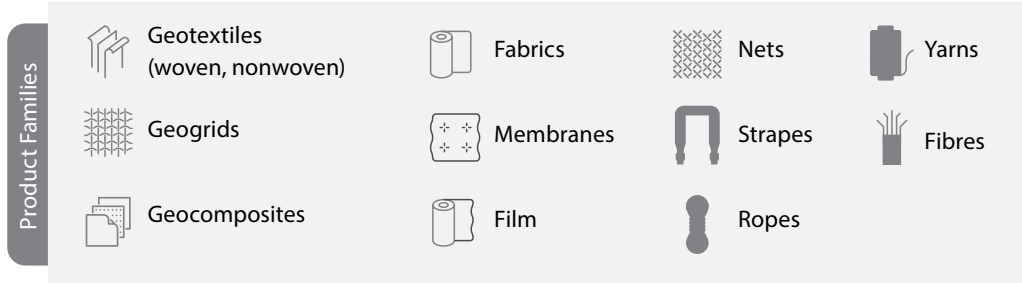 Product Families
Geotextiles
(woven, nonwoven)
Geogrids
Geocomposites
Fabrics
Membranes
Film
Nets
Strapes
Ropes
Yarns
Fibres